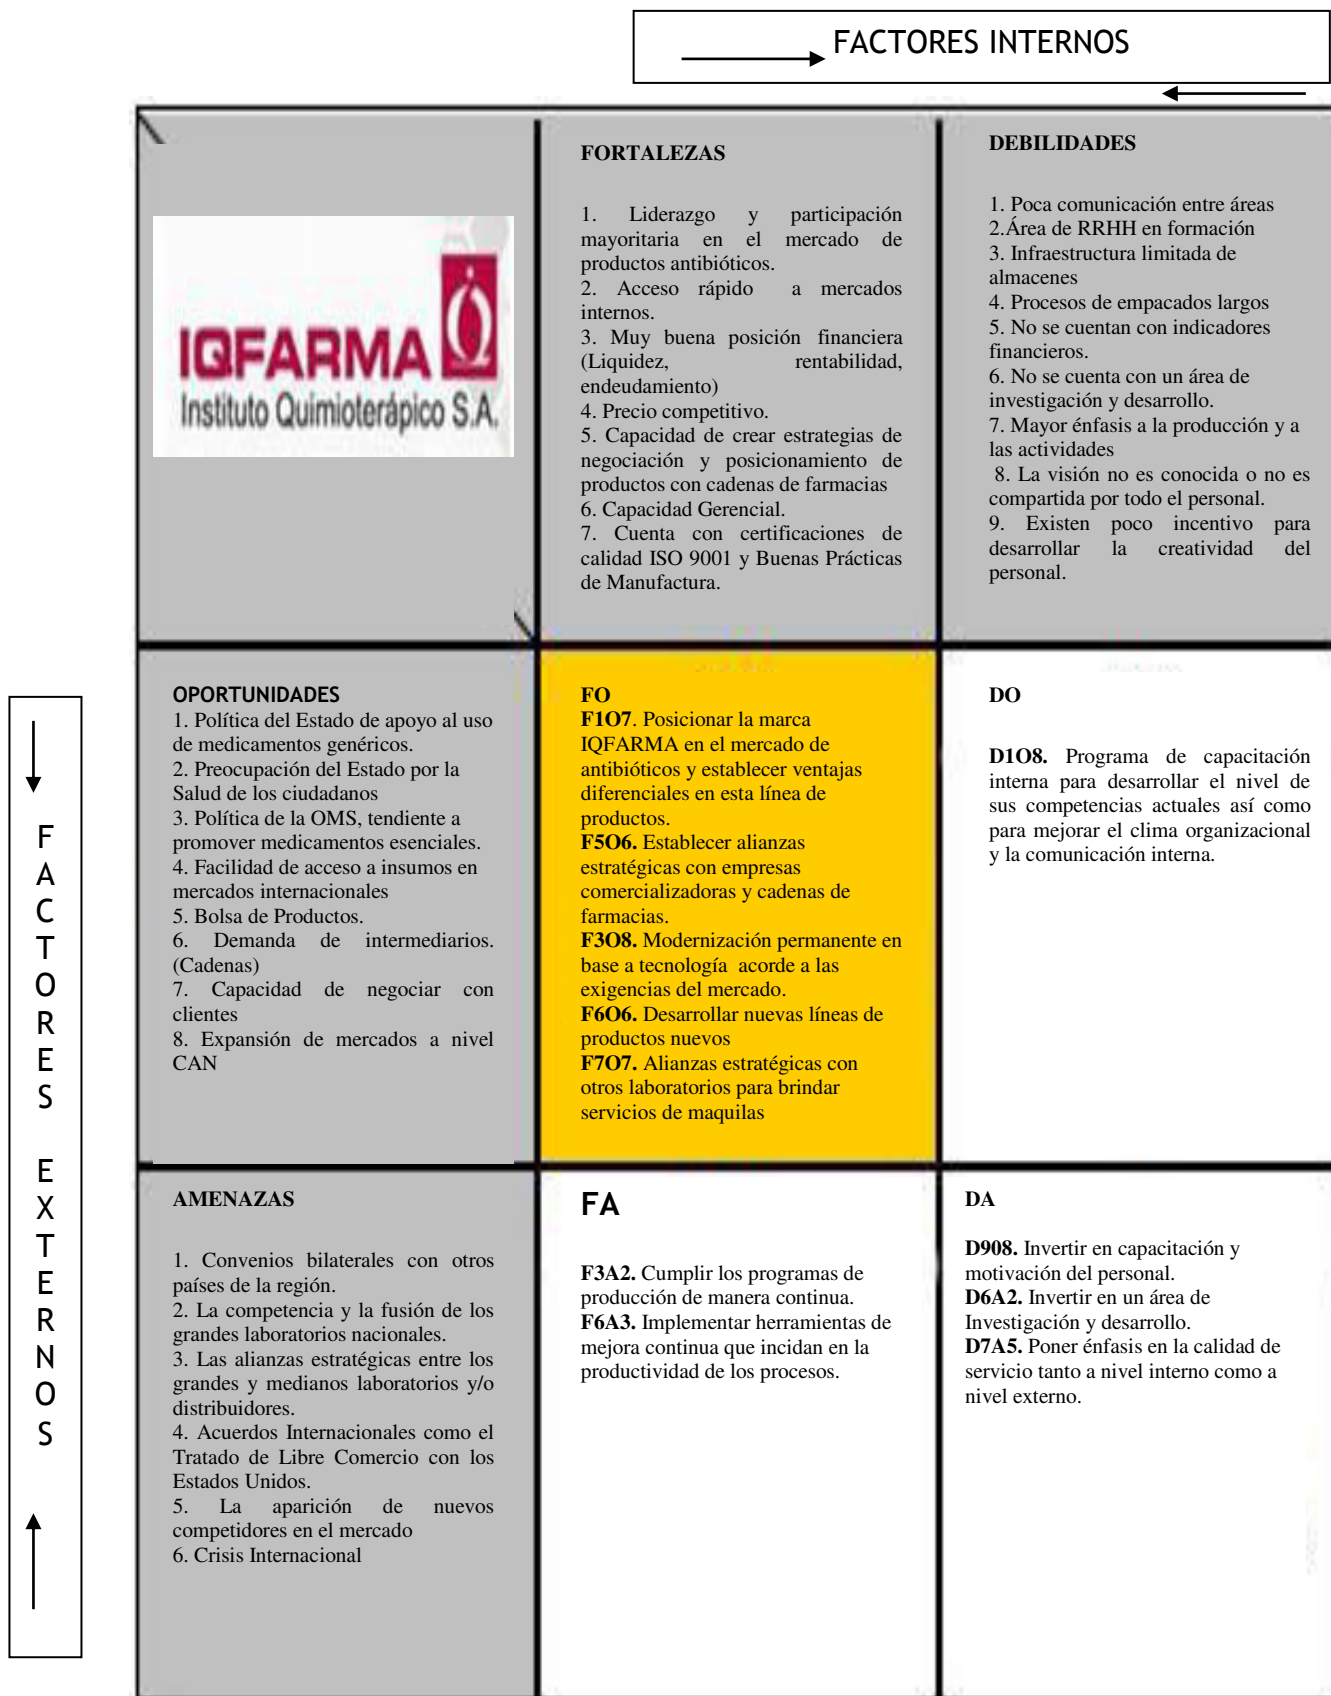 FACTORES INTERNOS
IQFARMA
Instituto Quimioterápico S.A.
FORTALEZAS
1. Liderazgo y participación
mayoritaria en el mercado de
productos antibióticos.
2. Acceso rápido a mercados
internos.
3. Muy buena posición financiera
(Liquidez, rentabilidad,
endeudamiento)
4. Precio competitivo.
5. Capacidad de crear estrategias de
negociación y posicionamiento de
productos con cadenas de farmacias
6. Capacidad Gerencial.
7. Cuenta con certificaciones de
calidad ISO 9001 y Buenas Prácticas
de Manufactura.
DEBILIDADES
1. Poca comunicación entre áreas
2.Área de RRHH en formación
3. Infraestructura limitada de
almacenes
4. Procesos de empacados largos
5. No se cuentan con indicadores
financieros.
6. No se cuenta con un área de
investigación y desarrollo.
7. Mayor énfasis a la producción y a
las actividades
8. La visión no es conocida o no es
compartida por todo el personal.
9. Existen poco incentivo para
desarrollar la creatividad del
personal.
FACTORES EXTERNOS
OPORTUNIDADES
1. Política del Estado de apoyo al uso
de medicamentos genéricos.
2. Preocupación del Estado por la
Salud de los ciudadanos
3. Política de la OMS, tendiente a
promover medicamentos esenciales.
4. Facilidad de acceso a insumos en
mercados internacionales
5. Bolsa de Productos.
6. Demanda de intermediarios.
(Cadenas)
7. Capacidad de negociar con
clientes
8. Expansión de mercados a nivel
CAN
FO
F1O7. Posicionar la marca
IQFARMA en el mercado de
antibióticos y establecer ventajas
diferenciales en esta línea de
productos.
F5O6. Establecer alianzas
estratégicas con empresas
comercializadoras y cadenas de
farmacias.
F3O8. Modernización permanente en
base a tecnología acorde a las
exigencias del mercado.
F6O6. Desarrollar nuevas líneas de
productos nuevos
F7O7. Alianzas estratégicas con
otros laboratorios para brindar
servicios de maquilas
DO
D1O8. Programa de capacitación
interna para desarrollar el nivel de
sus competencias actuales así como
para mejorar el clima organizacional
y la comunicación interna.
AMENAZAS
1. Convenios bilaterales con otros
países de la región.
2. La competencia y la fusión de los
grandes laboratorios nacionales.
3. Las alianzas estratégicas entre los
grandes y medianos laboratorios y/o
distribuidores.
4. Acuerdos Internacionales como el
Tratado de Libre Comercio con los
Estados Unidos.
5. La aparición de nuevos
competidores en el mercado
6. Crisis Internacional
FA
F3A2. Cumplir los programas de
producción de manera continua.
F6A3. Implementar herramientas de
mejora continua que incidan en la
productividad de los procesos.
DA
D908. Invertir en capacitación y
motivación del personal.
D6A2. Invertir en un área de
Investigación y desarrollo.
D7A5. Poner énfasis en la calidad de
servicio tanto a nivel interno como a
nivel externo.